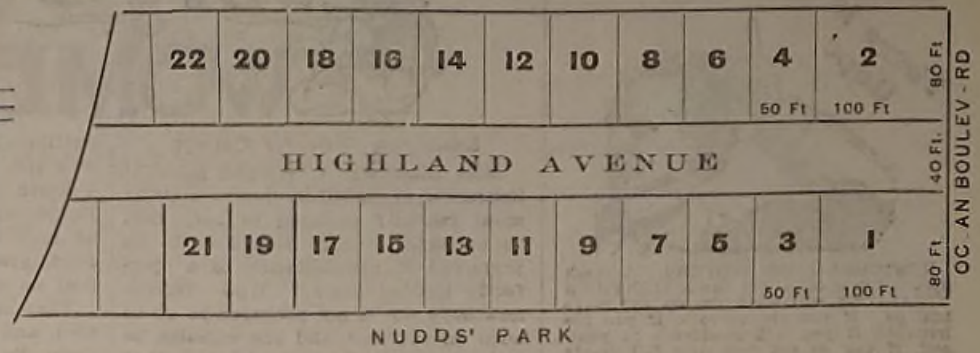 22 20 18 16 14 12 10 8 6 4 2
50 Ft 100 Ft
80 Ft
HIGHLAND AVENUE
40 Ft.
21 19 17 15 13 11 9 7 5 3 1
50 Ft 100 Ft
80 Ft
OC AN BOULEV-RD
NUDDS' PARK